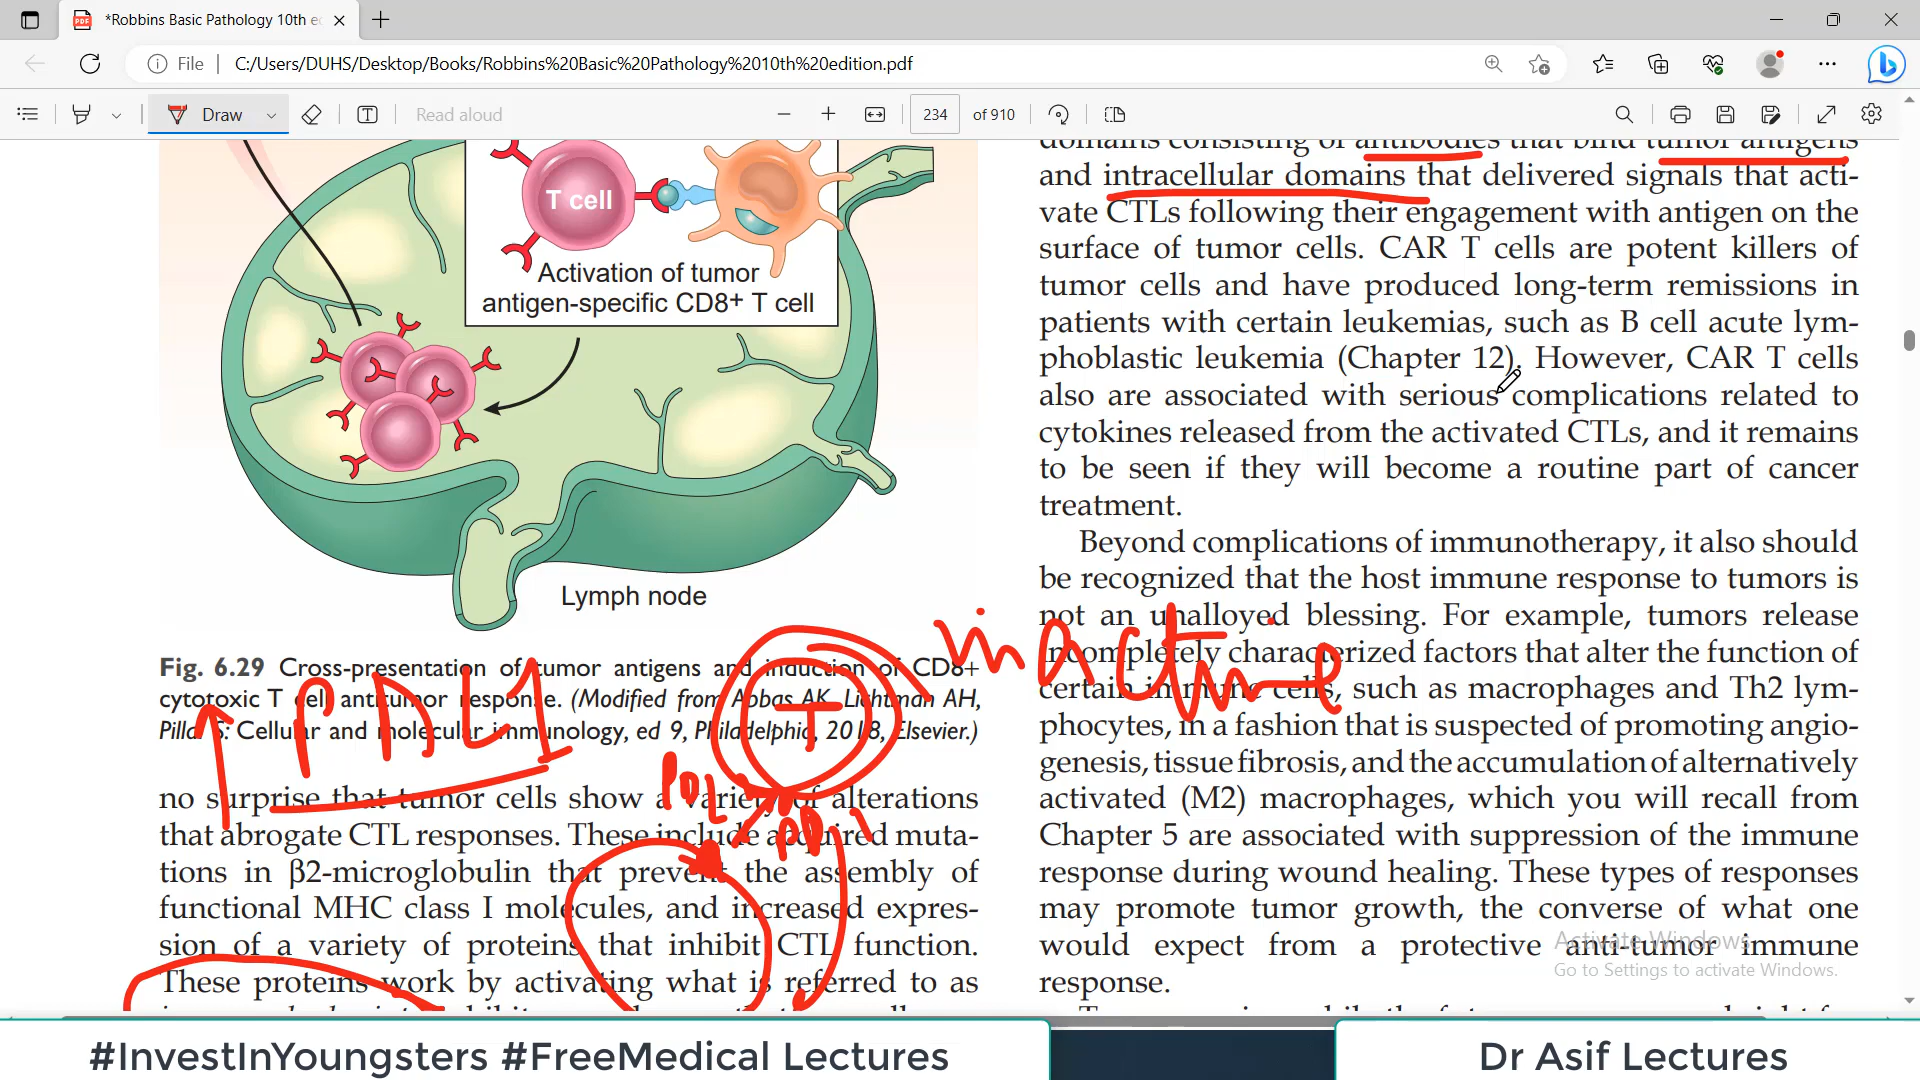 *Robbins Basic Pathology 10th ec
File
C:/Users/DUHS/Desktop/Books/Robbins%20Basic%20Pathology%2010th%20edition.pdf
Draw
Read aloud
234 of 910
T cell
Activation of tumor
antigen-specific CD8+ T cell
Lymph node
Fig. 6.29 Cross-presentation of tumor antigens and induction of CD8+
cytotoxic T cell antitumor response. (Modified from Abbas AK, Lichtman AH,
Pillai S: Cellular and molecular immunology, ed 9, Philadelphia, 2018, Elsevier.)
↑ PDL1
T
inactive
PDL
PD1
no surprise that tumor cells show a variety of alterations
that abrogate CTL responses. These include acquired muta-
tions in β2-microglobulin that prevent the assembly of
functional MHC class I molecules, and increased expres-
sion of a variety of proteins that inhibit CTL function.
These proteins work by activating what is referred to as
domains consisting of antibodies that bind tumor antigens
and intracellular domains that delivered signals that acti-
vate CTLs following their engagement with antigen on the
surface of tumor cells. CAR T cells are potent killers of
tumor cells and have produced long-term remissions in
patients with certain leukemias, such as B cell acute lym-
phoblastic leukemia (Chapter 12). However, CAR T cells
also are associated with serious complications related to
cytokines released from the activated CTLs, and it remains
to be seen if they will become a routine part of cancer
treatment.
Beyond complications of immunotherapy, it also should
be recognized that the host immune response to tumors is
not an unalloyed blessing. For example, tumors release
incompletely characterized factors that alter the function of
certain immune cells, such as macrophages and Th2 lym-
phocytes, in a fashion that is suspected of promoting angio-
genesis, tissue fibrosis, and the accumulation of alternatively
activated (M2) macrophages, which you will recall from
Chapter 5 are associated with suppression of the immune
response during wound healing. These types of responses
may promote tumor growth, the converse of what one
would expect from a protective anti-tumor immune
response.
Activate Windows
Go to Settings to activate Windows.
#InvestInYoungsters #FreeMedical Lectures
Dr Asif Lectures